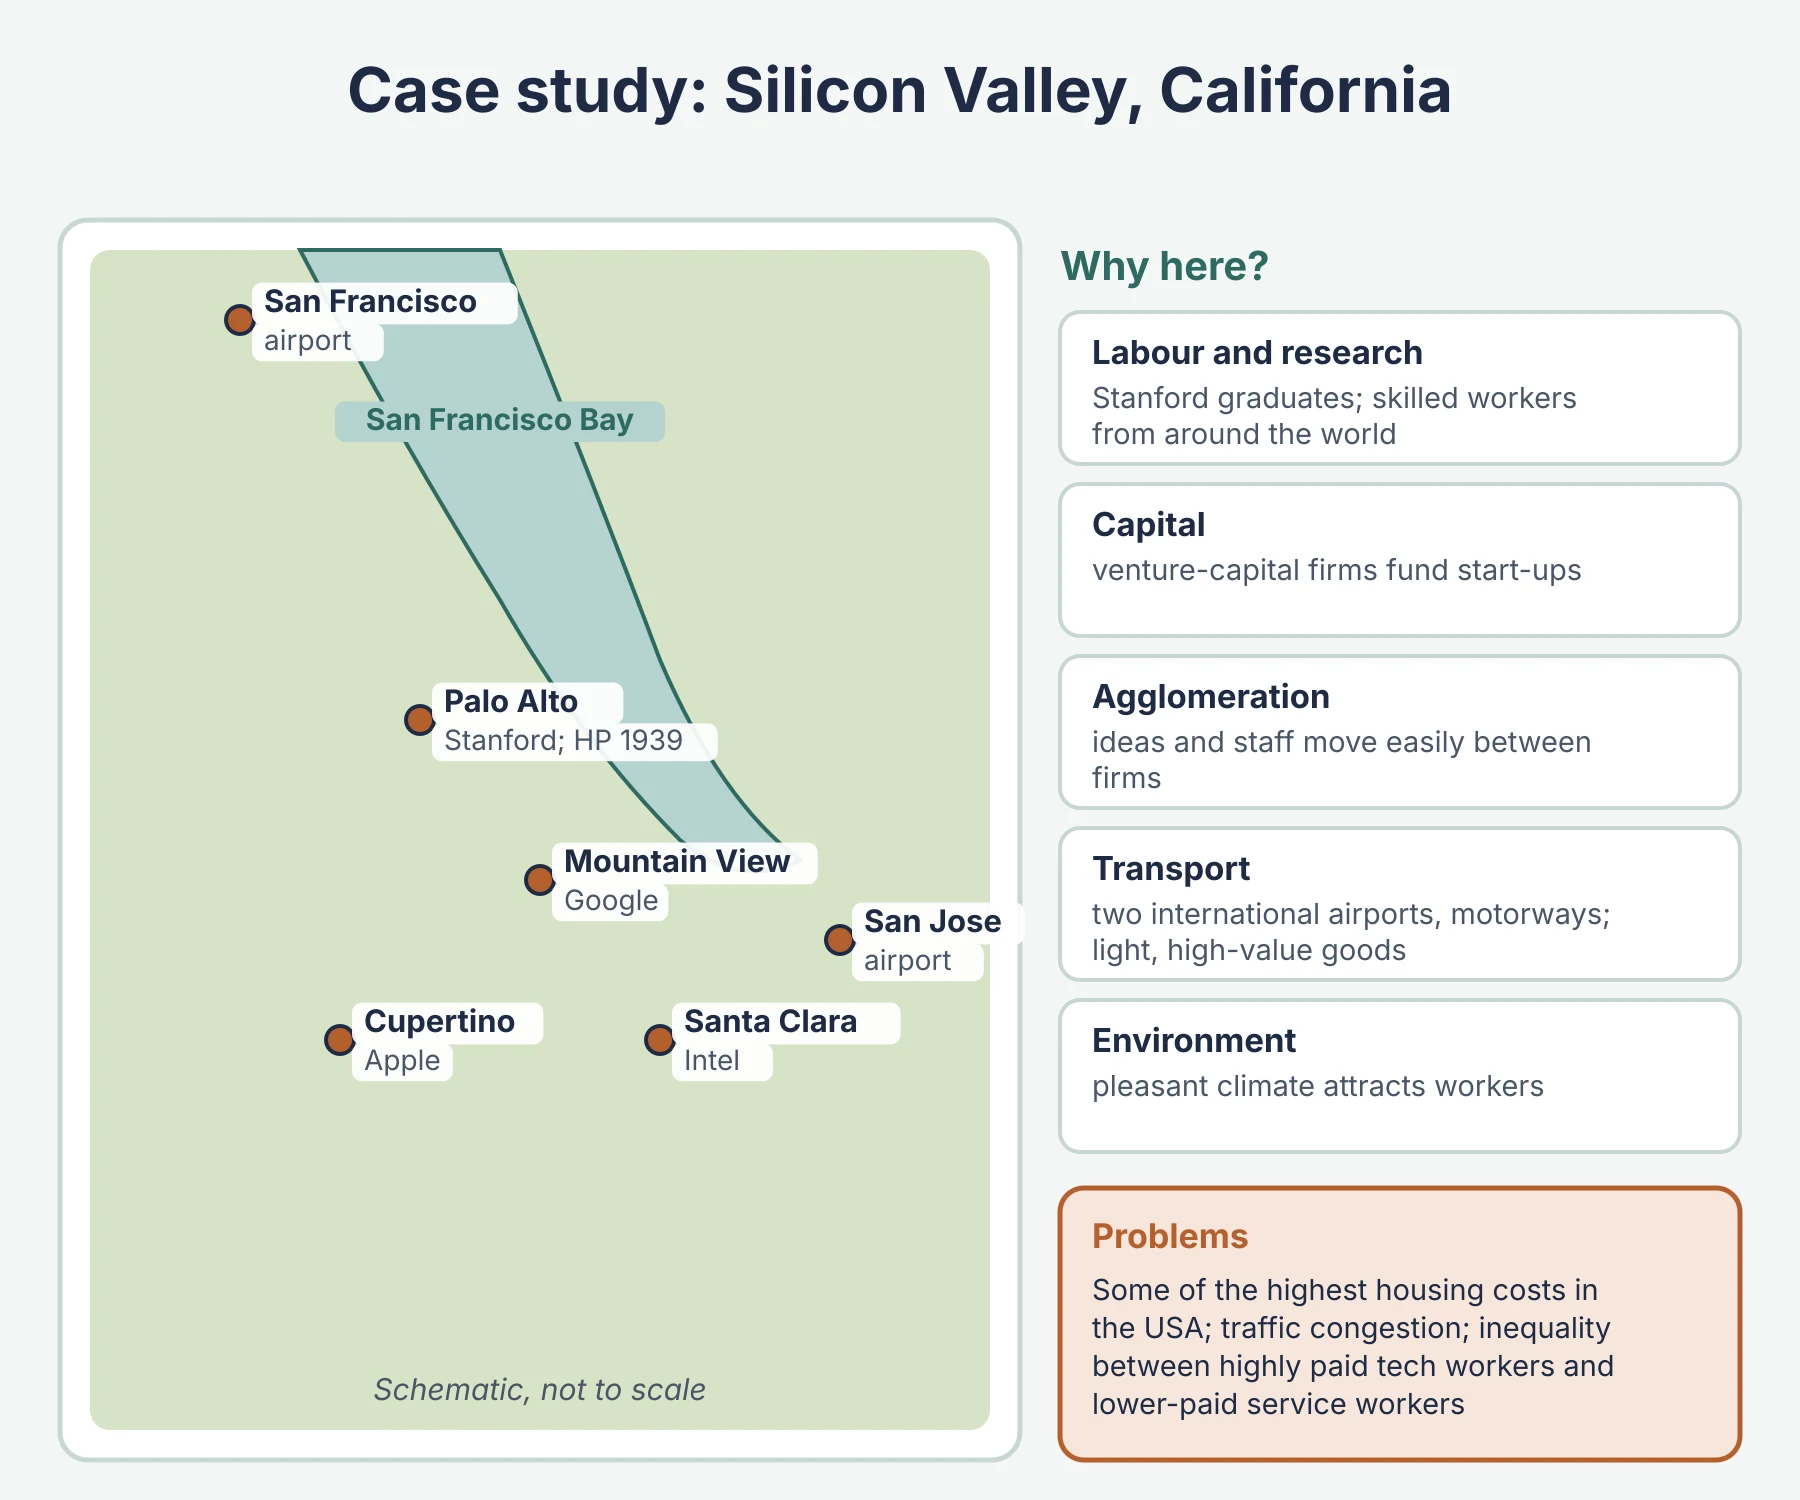 Case study: Silicon Valley, California
San Francisco
airport
San Francisco Bay
Palo Alto
Stanford; HP 1939
Mountain View
Google
San Jose
airport
Cupertino
Apple
Santa Clara
Intel
Schematic, not to scale
Why here?
Labour and research
Stanford graduates; skilled workers
from around the world
Capital
venture-capital firms fund start-ups
Agglomeration
ideas and staff move easily between
firms
Transport
two international airports, motorways;
light, high-value goods
Environment
pleasant climate attracts workers
Problems
Some of the highest housing costs in
the USA; traffic congestion; inequality
between highly paid tech workers and
lower-paid service workers